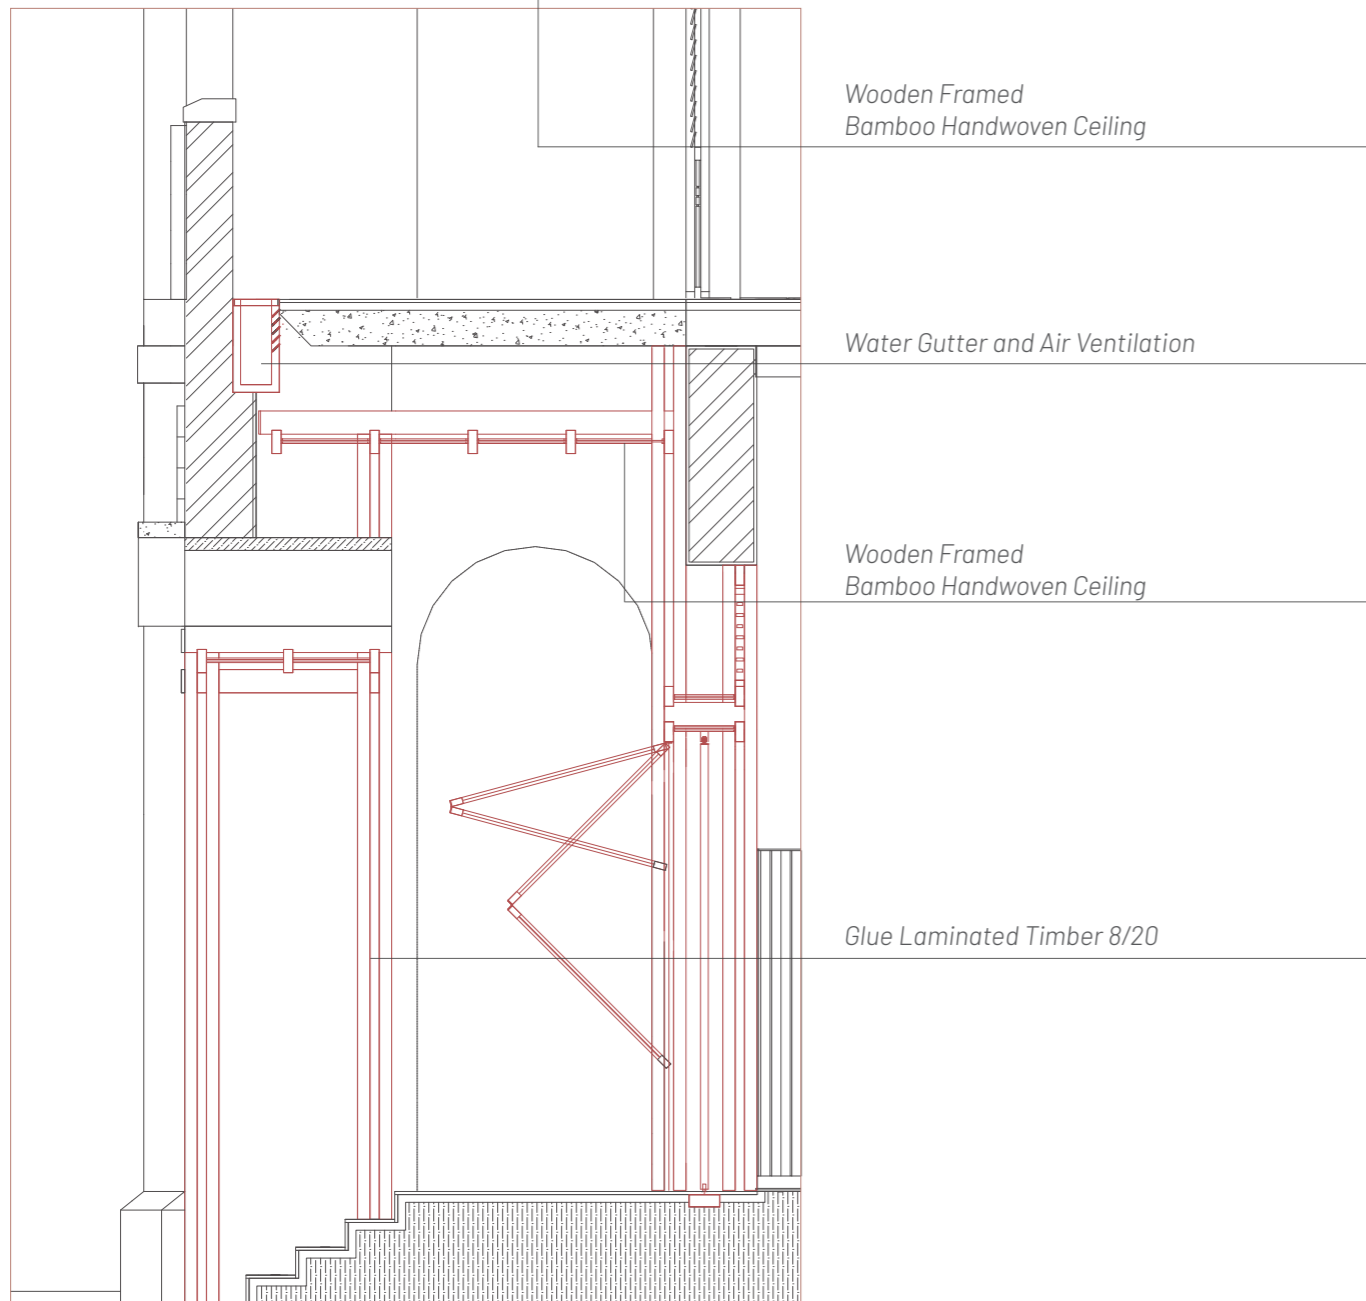 Wooden Framed
Bamboo Handwoven Ceiling
Water Gutter and Air Ventilation
Wooden Framed
Bamboo Handwoven Ceiling
Glue Laminated Timber 8/20